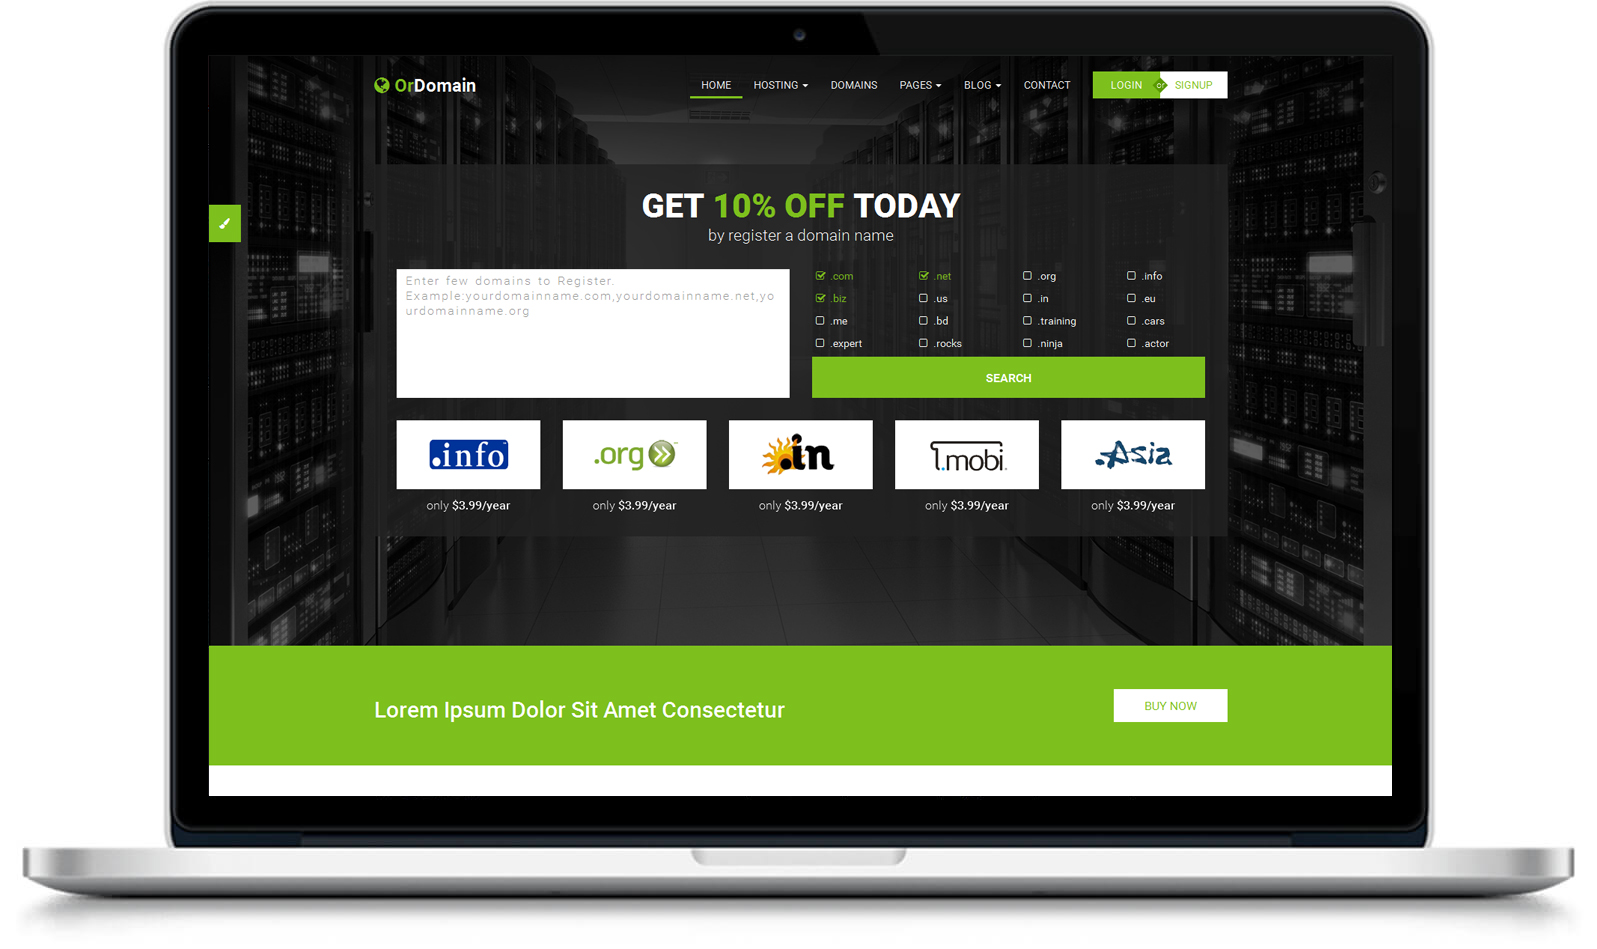 OrDomain
HOME HOSTING DOMAINS PAGES BLOG CONTACT LOGIN or SIGNUP
GET 10% OFF TODAY
by register a domain name
Enter few domains to Register.
Example:yourdomainname.com,yourdomainname.net,yo
urdomainname.org
.com .net .org .info
.biz .us .in .eu
.me .bd .training .cars
.expert .rocks .ninja .actor
SEARCH
.info .org .in .mobi .Asia
only $3.99/year only $3.99/year only $3.99/year only $3.99/year only $3.99/year
Lorem Ipsum Dolor Sit Amet Consectetur
BUY NOW